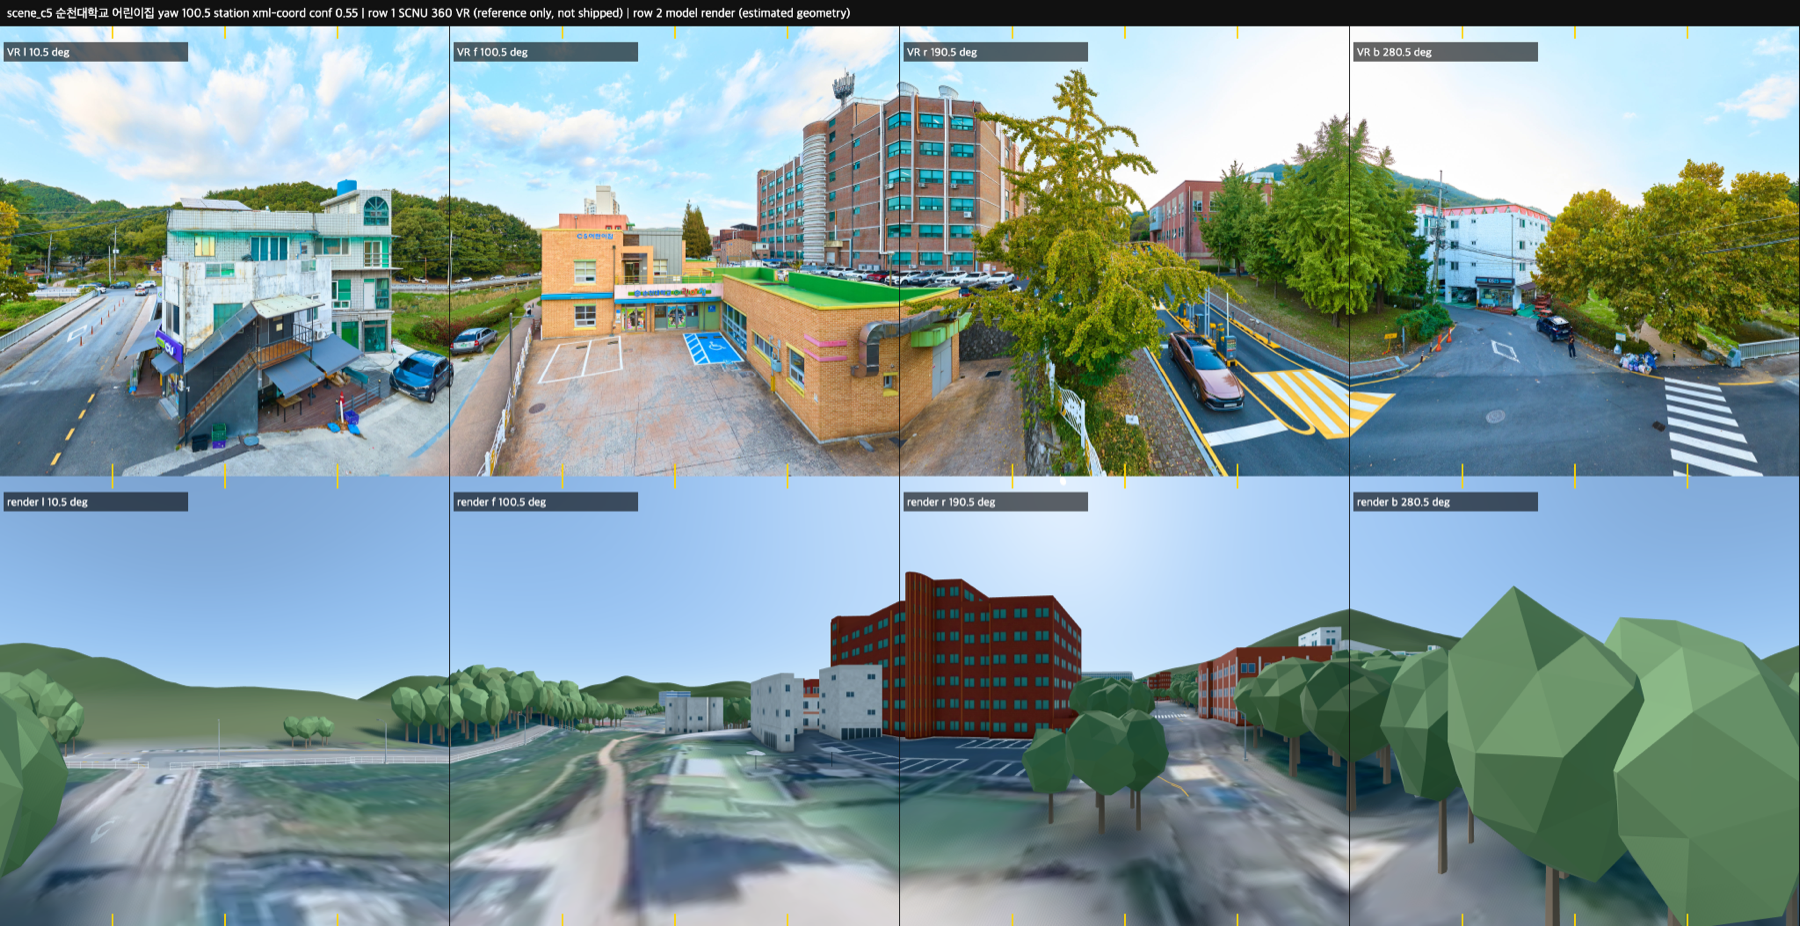 scene_c5 순천대학교 어린이집 yaw 100.5 station xml-coord conf 0.55 | row 1 SCNU 360 VR (reference only, not shipped) | row 2 model render (estimated geometry)
VR l 10.5 deg
VR f 100.5 deg
VR r 190.5 deg
VR b 280.5 deg
render l 10.5 deg
render f 100.5 deg
render r 190.5 deg
render b 280.5 deg